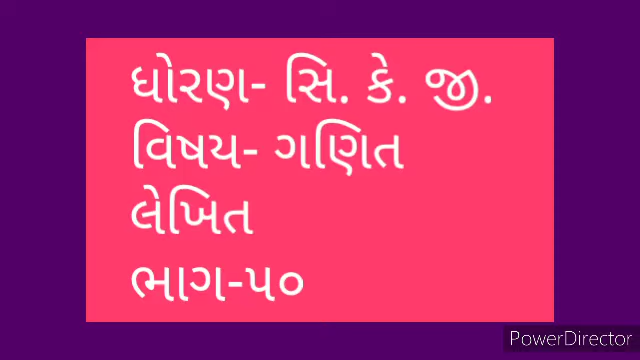 ધોરણ- સિ. કે. જી.
વિષય- ગણિત
લેખિત
ભાગ-૫૦
PowerDirector